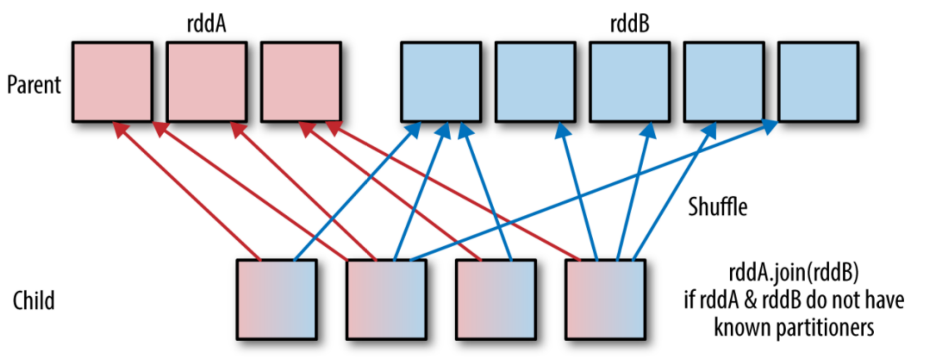 rddA
rddB
Parent
Shuffle
Child
rddA.join(rddB)
if rddA & rddB do not have
known partitioners